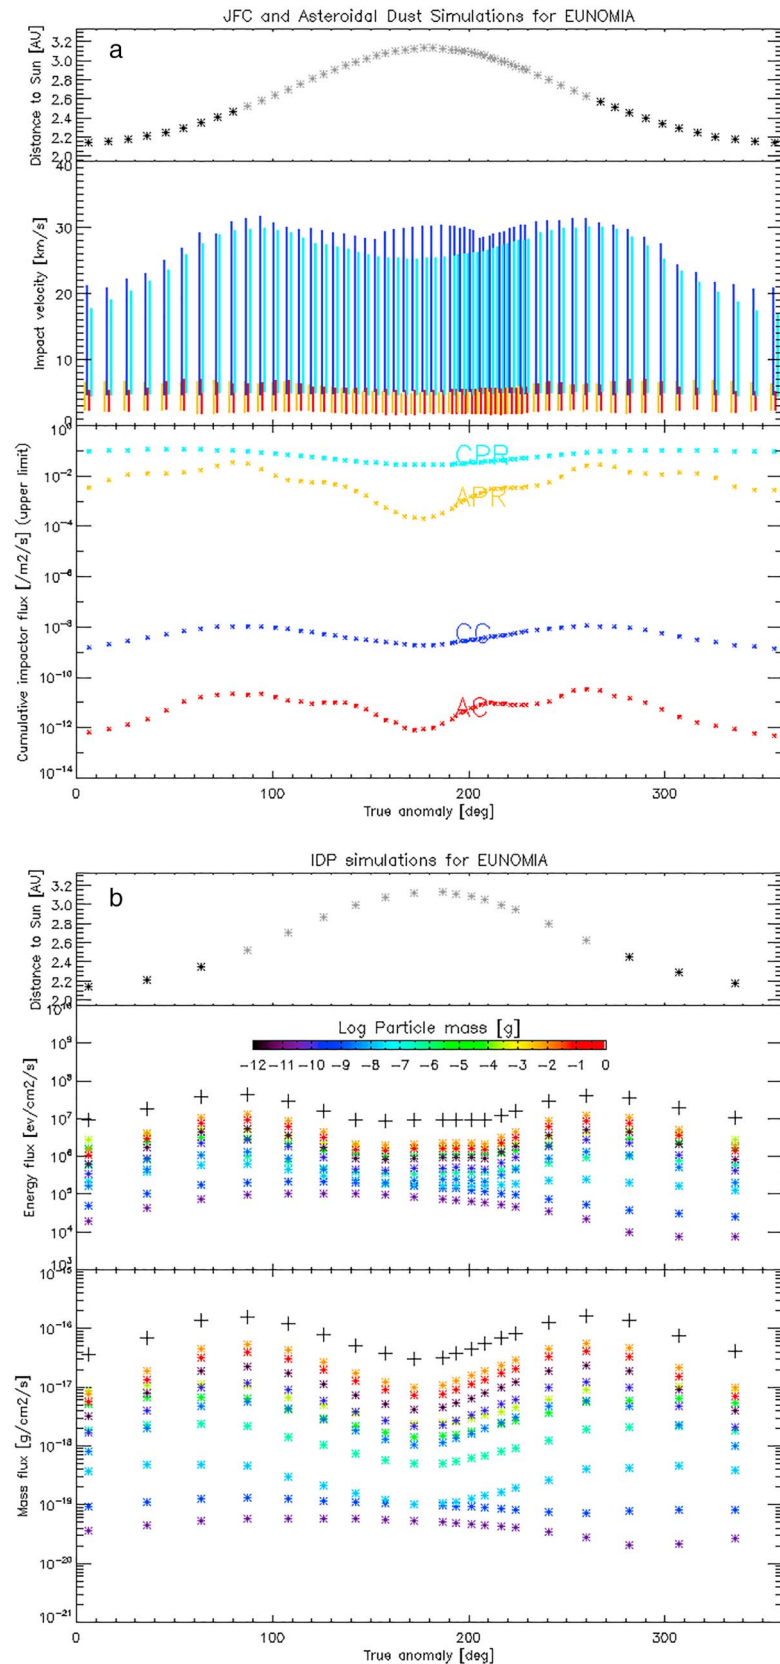 JFC and Asteroidal Dust Simulations for EUNOMIA
a
Distance to Sun [AU]
3.2
3.0
2.8
2.6
2.4
2.2
2.0
Impact velocity [km/s]
40
30
20
10
0
Cumulative impactor flux [/m2/s] (upper limit)
10^0
10^-2
10^-4
10^-6
10^-8
10^-10
10^-12
10^-14
CPR
APR
CC
AC
0 100 200 300
True anomaly [deg]
IDP simulations for EUNOMIA
b
Distance to Sun [AU]
3.2
3.0
2.8
2.6
2.4
2.2
2.0
Log Particle mass [g]
-12 -11 -10 -9 -8 -7 -6 -5 -4 -3 -2 -1 0
Energy flux [ev/cm2/s]
10^10
10^9
10^8
10^7
10^6
10^5
10^4
10^3
Mass flux [g/cm2/s]
10^-15
10^-16
10^-17
10^-18
10^-19
10^-20
10^-21
0 100 200 300
True anomaly [deg]